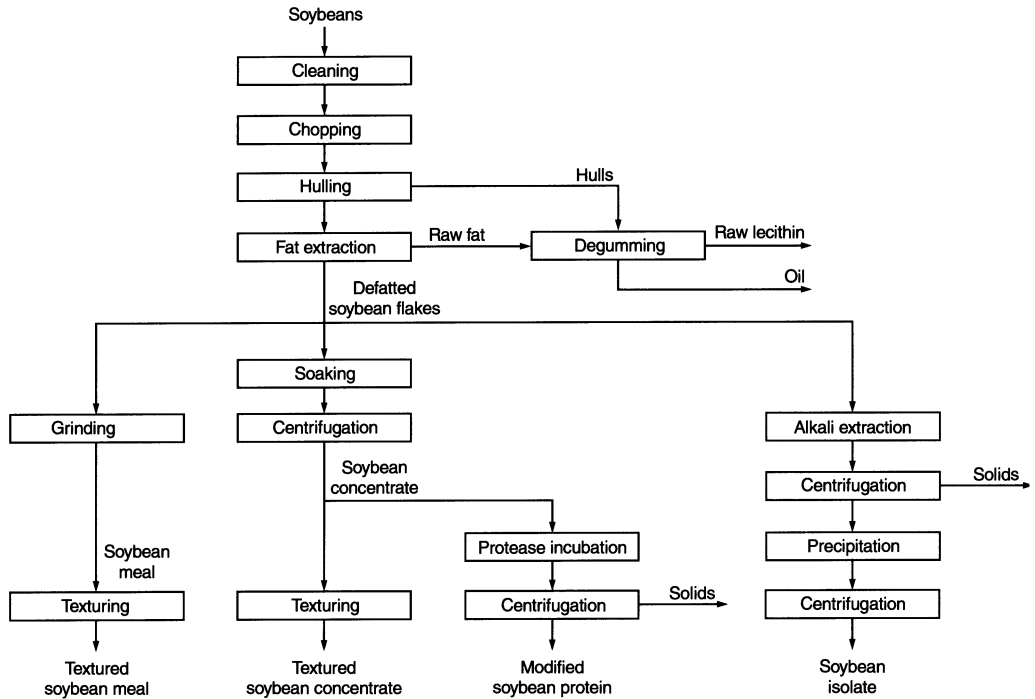 Soybeans
Cleaning
Chopping
Hulling
Hulls
Fat extraction
Raw fat
Degumming
Raw lecithin
Oil
Defatted
soybean flakes
Soaking
Grinding
Centrifugation
Alkali extraction
Soybean
concentrate
Centrifugation
Solids
Protease incubation
Precipitation
Soybean
meal
Texturing
Texturing
Centrifugation
Solids
Centrifugation
Textured
soybean meal
Textured
soybean concentrate
Modified
soybean protein
Soybean
isolate